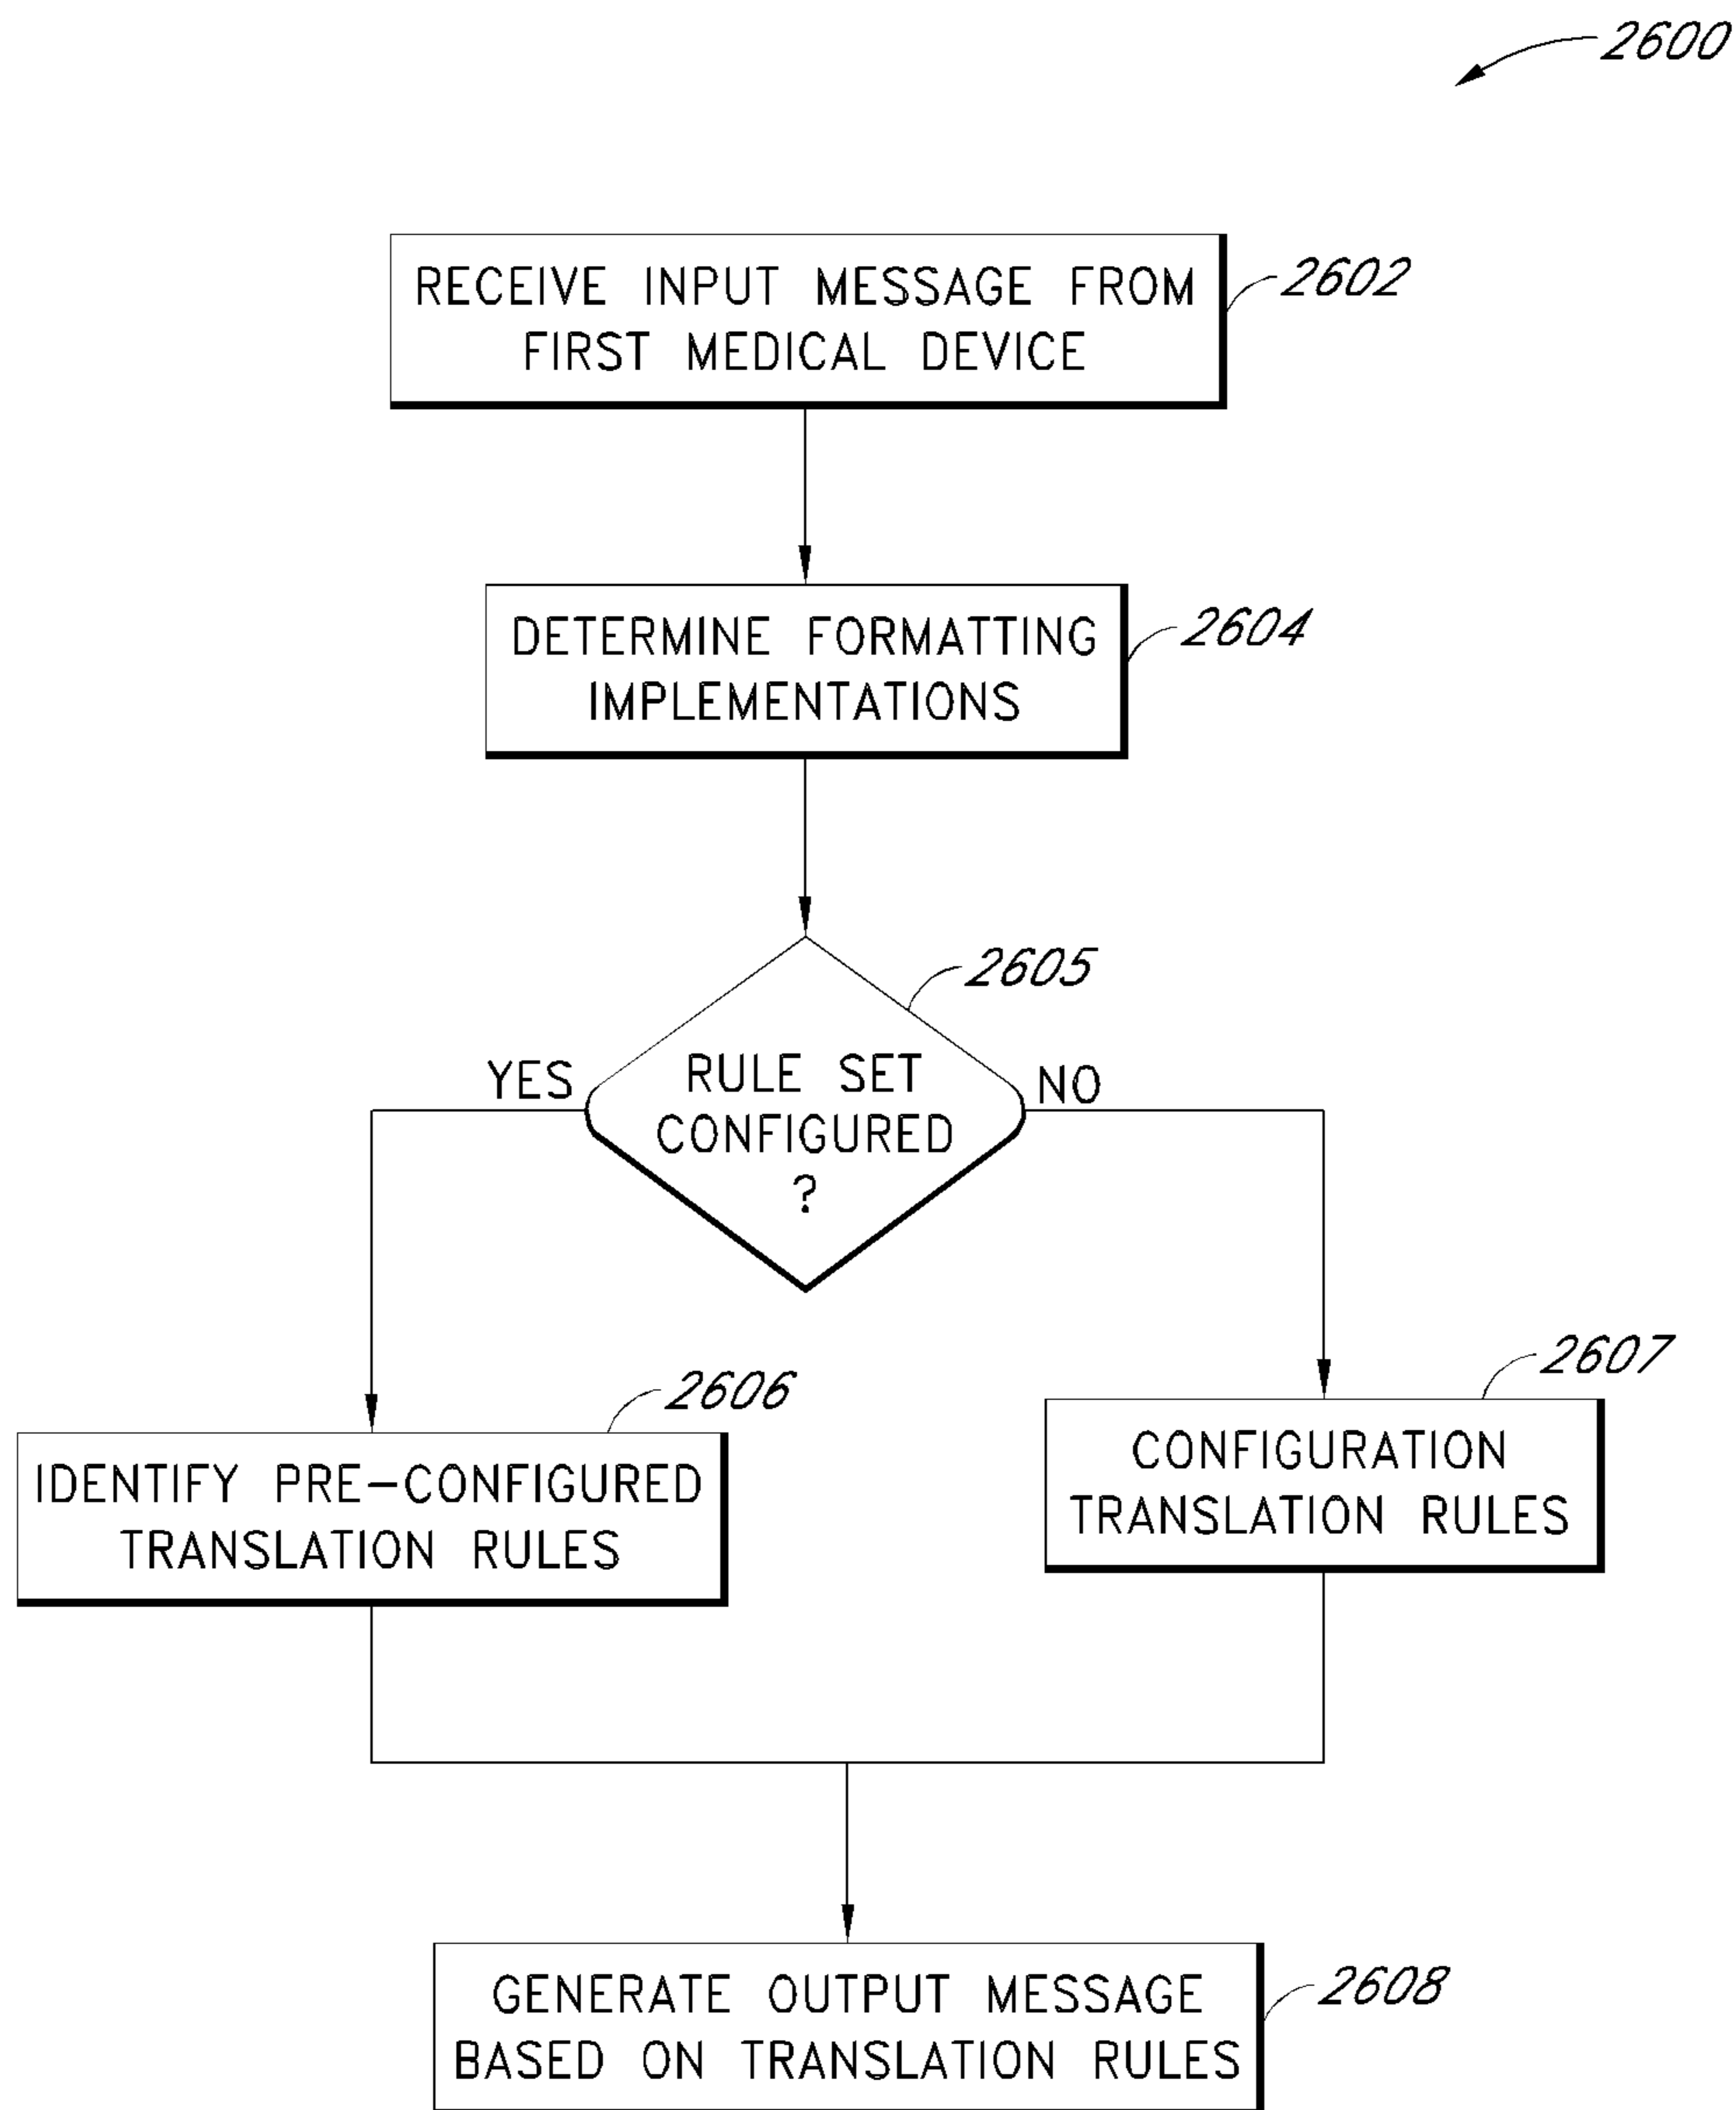 2600
RECEIVE INPUT MESSAGE FROM
FIRST MEDICAL DEVICE
2602
DETERMINE FORMATTING
IMPLEMENTATIONS
2604
2605
RULE SET
CONFIGURED
?
YES
NO
2606
IDENTIFY PRE-CONFIGURED
TRANSLATION RULES
2607
CONFIGURATION
TRANSLATION RULES
GENERATE OUTPUT MESSAGE
BASED ON TRANSLATION RULES
2608